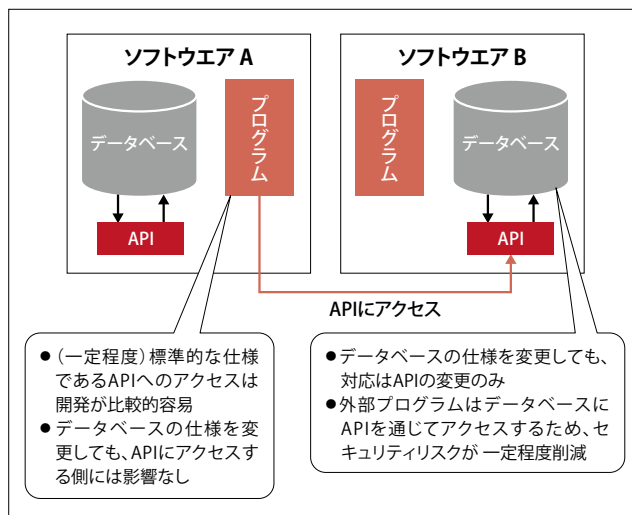 ソフトウエア A
データベース
プログラム
API
ソフトウエア B
プログラム
データベース
API
APIにアクセス
●（一定程度）標準的な仕様
であるAPIへのアクセスは
開発が比較的容易
●データベースの仕様を変
更しても、APIにアクセスす
る側には影響なし
●データベースの仕様を変更しても、
対応はAPIの変更のみ
●外部プログラムはデータベースに
APIを通じてアクセスするため、セ
キュリティリスクが 一定程度削減